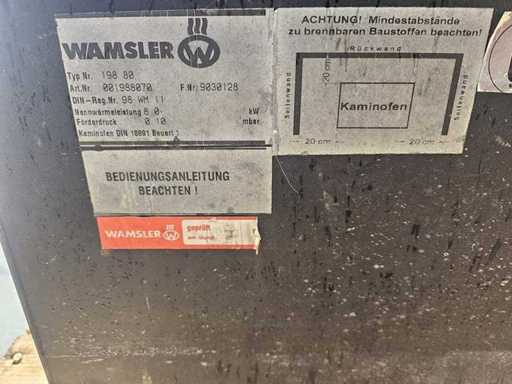 WAMSLER
Typ Nr. 198 80
Art.Nr. 001988070 F.Nr. 9030128
DIN-Reg.Nr. 98 WM 11
Nennwärmeleistung 8.0 kW
Förderdruck 0.10 mbar
Kaminofen DIN 18891 Bauart 1
BEDIENUNGSANLEITUNG
BEACHTEN !
WAMSLER geprüft
ACHTUNG! Mindestabstände
zu brennbaren Baustoffen beachten!
Rückwand
20 cm
Seitenwand
Kaminofen
Seitenwand
20 cm 20 cm